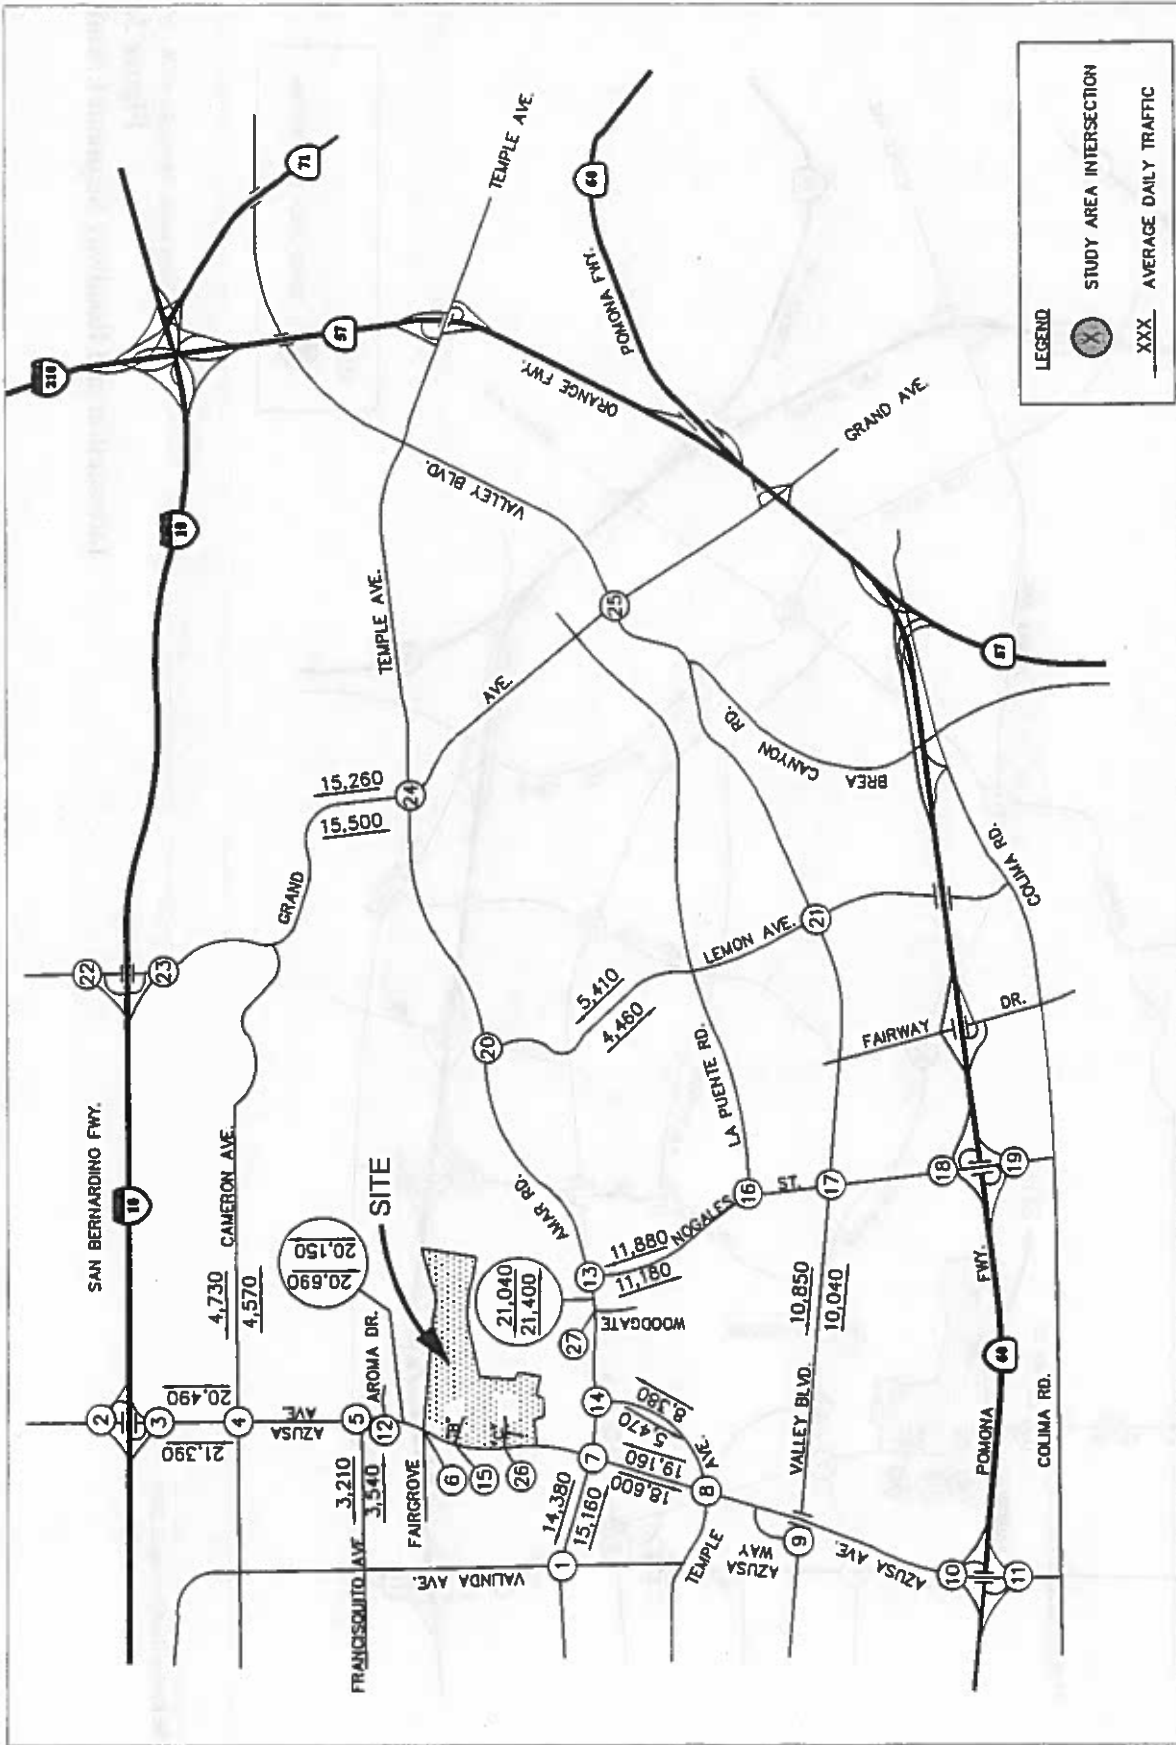 SAN BERNARDINO FWY.
10
10
210
57
71
TEMPLE AVE.
60
POMONA FWY.
ORANGE FWY.
GRAND AVE.
VALLEY BLVD.
TEMPLE AVE.
22
23
GRAND
AVE.
15,260
15,500
24
25
BREA
CANYON
RD.
57
2
3
20,490
21,390
CAMERON AVE.
4,730
4,570
4
AZUSA
AVE.
5
12
AROMA DR.
20,150
20,690
SITE
FRANCISQUITO AVE
3,210
3,540
FAIRGROVE
6
15
26
VALINDA AVE.
1
14,380
15,160
7
14
27
21,040
21,400
WOODGATE
13
AMAR RD.
20
5,410
4,460
LEMON AVE.
21
LA PUENTE RD.
11,880
11,180
NOGALES
ST.
16
17
18
19
FAIRWAY
DR.
COLIMA RD.
8,380
5,470
19,160
18,600
AVE.
8
TEMPLE
AZUSA
WAY
9
VALLEY BLVD.
10,850
10,040
AZUSA AVE.
10
11
POMONA
FWY.
60
COLIMA RD.
LEGEND
X
STUDY AREA INTERSECTION
XXX
AVERAGE DAILY TRAFFIC